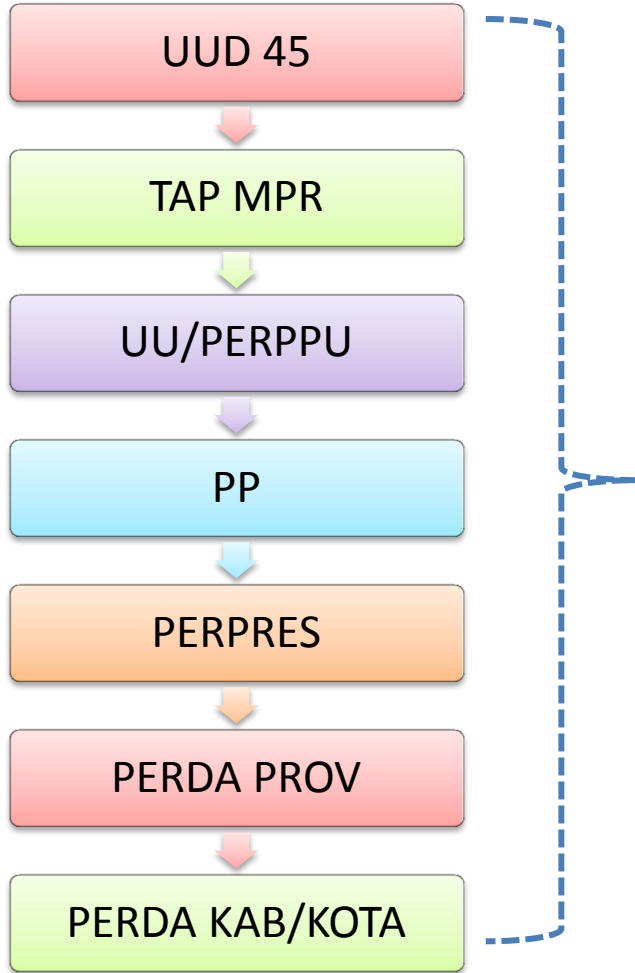 UUD 45
TAP MPR
UU/PERPPU
PP
PERPRES
PERDA PROV
PERDA KAB/KOTA